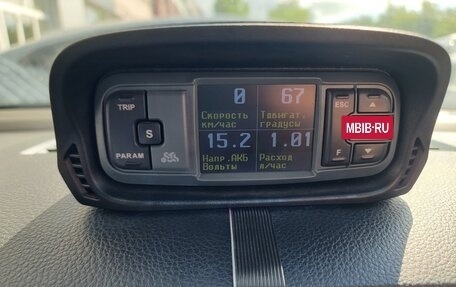 TRIP
S
PARAM
0
67
Скорость
км/час
Тдвигат.
градусы
15.2
1.01
Напр.АКБ
Вольты
Расход
л/час
ESC
F
MBIB·RU